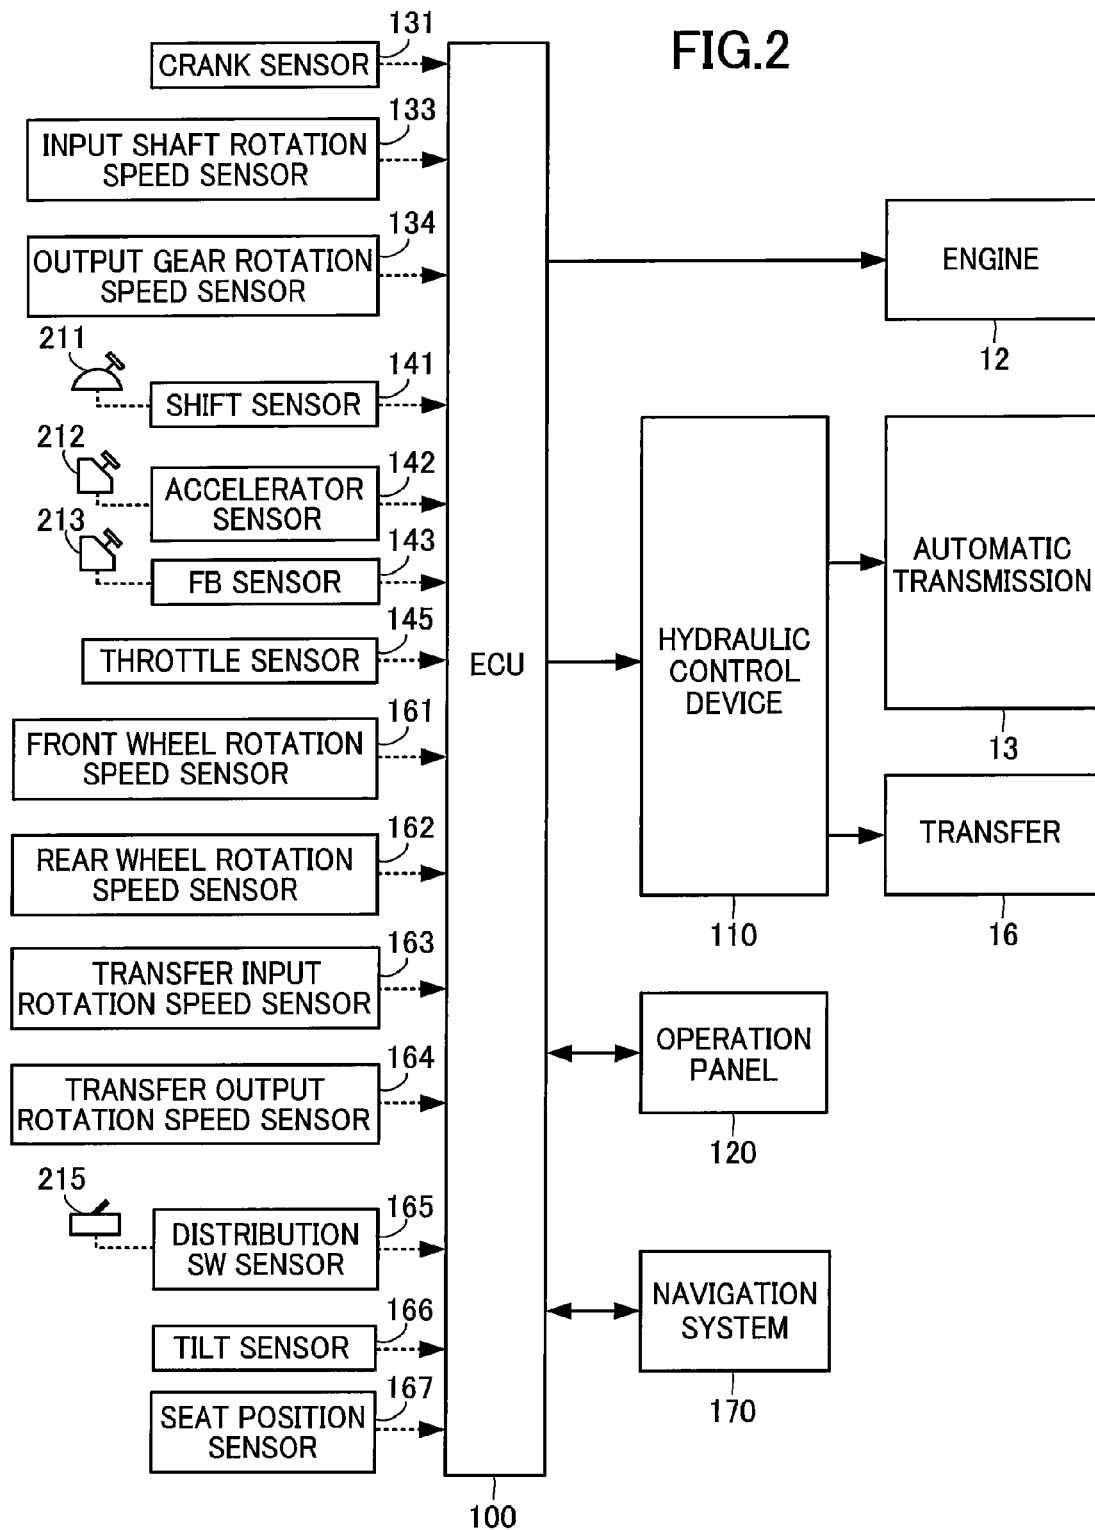 FIG.2
131
CRANK SENSOR
133
INPUT SHAFT ROTATION
SPEED SENSOR
134
OUTPUT GEAR ROTATION
SPEED SENSOR
211
141
SHIFT SENSOR
212
142
ACCELERATOR
SENSOR
213
143
FB SENSOR
145
THROTTLE SENSOR
161
FRONT WHEEL ROTATION
SPEED SENSOR
162
REAR WHEEL ROTATION
SPEED SENSOR
163
TRANSFER INPUT
ROTATION SPEED SENSOR
164
TRANSFER OUTPUT
ROTATION SPEED SENSOR
215
165
DISTRIBUTION
SW SENSOR
166
TILT SENSOR
167
SEAT POSITION
SENSOR
ECU
100
ENGINE
12
HYDRAULIC
CONTROL
DEVICE
110
AUTOMATIC
TRANSMISSION
13
TRANSFER
16
OPERATION
PANEL
120
NAVIGATION
SYSTEM
170